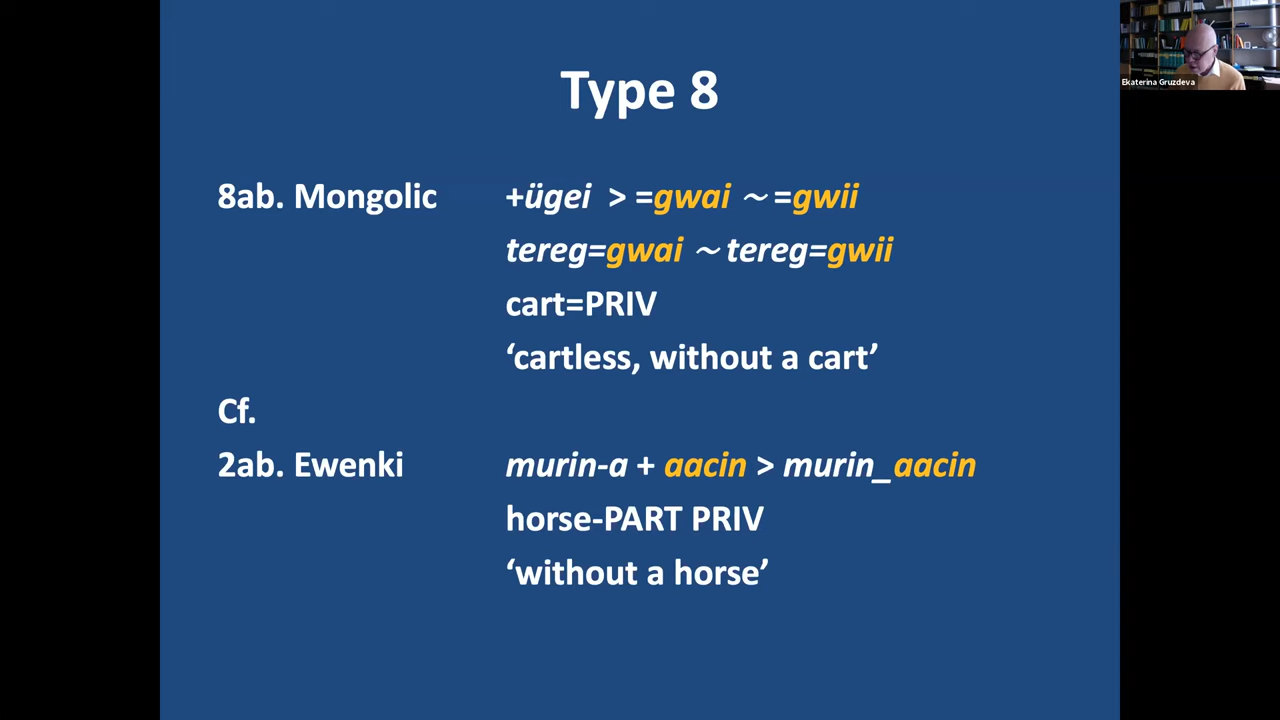 Type 8
8ab. Mongolic +ügei > =gwai ~ =gwii
tereg=gwai ~ tereg=gwii
cart=PRIV
‘cartless, without a cart’
Cf.
2ab. Ewenki murin-a + aacin > murin_aacin
horse-PART PRIV
‘without a horse’
Ekaterina Gruzdeva